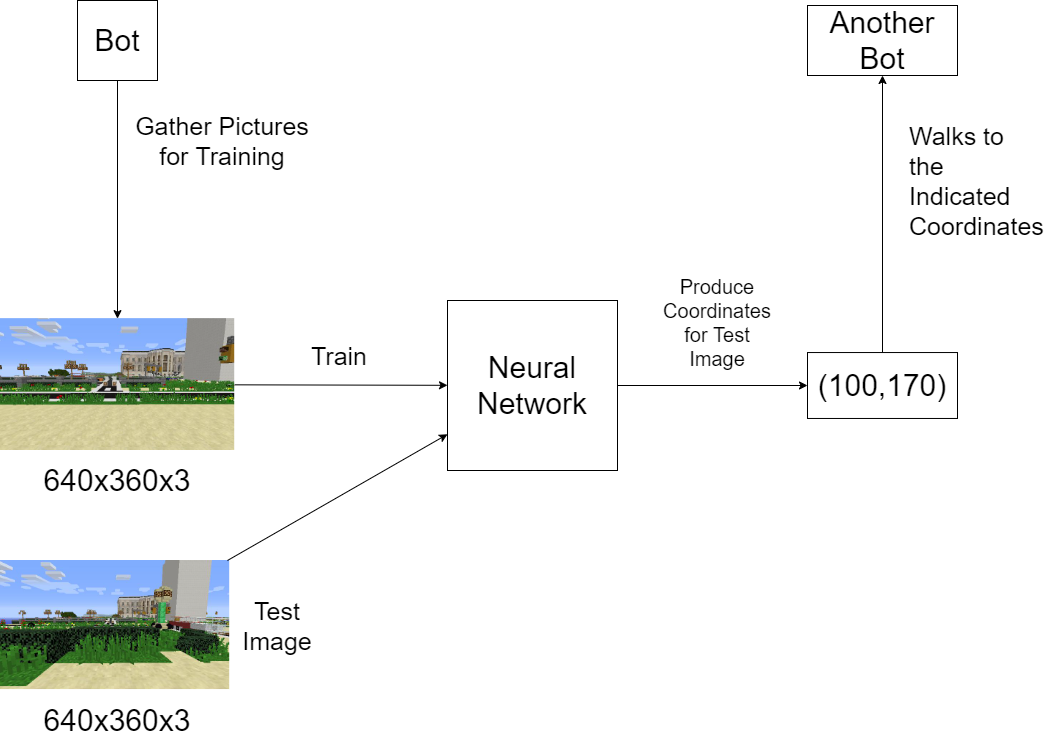 Bot
Another
Bot
Gather Pictures
for Training
Walks to
the
Indicated
Coordinates
Produce
Coordinates
for Test
Image
Train
Neural
Network
(100,170)
640x360x3
Test
Image
640x360x3